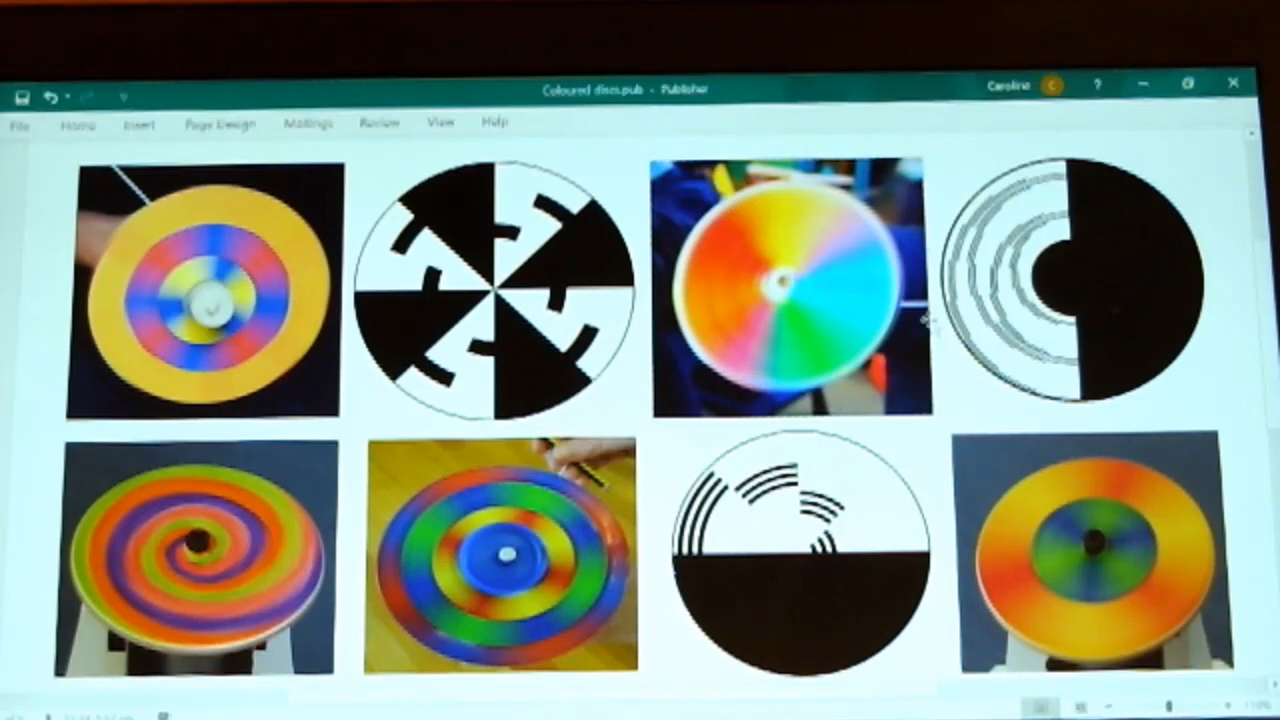 Coloured discs.pub - Publisher
Caroline C ?
File Home Insert Page Design Mailings Review View Help